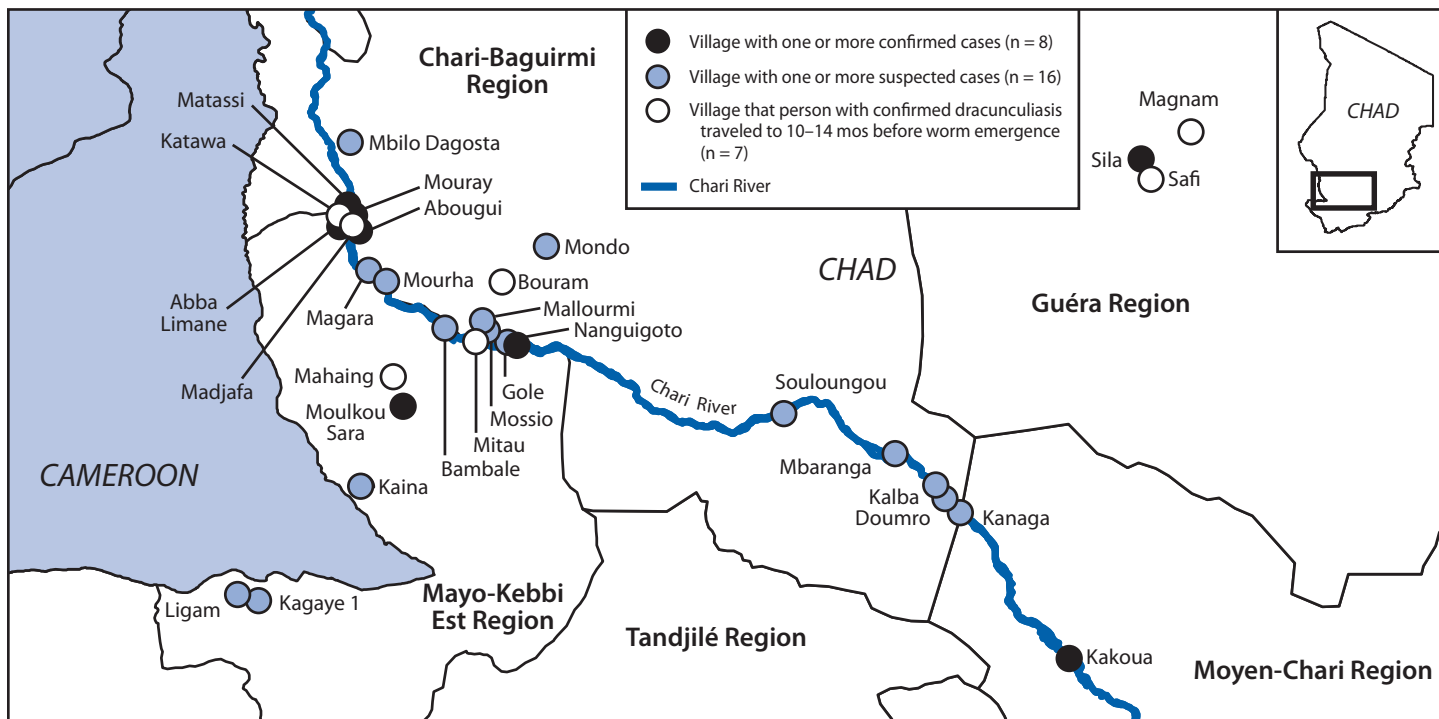 Chari-Baguirmi
Region
Village with one or more confirmed cases (n = 8)
Village with one or more suspected cases (n = 16)
Village that person with confirmed dracunculiasis
traveled to 10–14 mos before worm emergence
(n = 7)
Chari River
Magnam
Sila
Safi
CHAD
Matassi
Katawa
Mbilo Dagosta
Mouray
Abougui
Mondo
CHAD
Bouram
Mourha
Guéra Region
Abba
Limane
Magara
Mallourmi
Nanguigoto
Madjafa
Mahaing
Moulkou
Sara
Gole
Mossio
Mitau
Bambale
Chari River
Souloungou
CAMEROON
Kaina
Mbaranga
Kalba
Doumro
Kanaga
Ligam
Kagaye 1
Mayo-Kebbi
Est Region
Tandjilé Region
Kakoua
Moyen-Chari Region